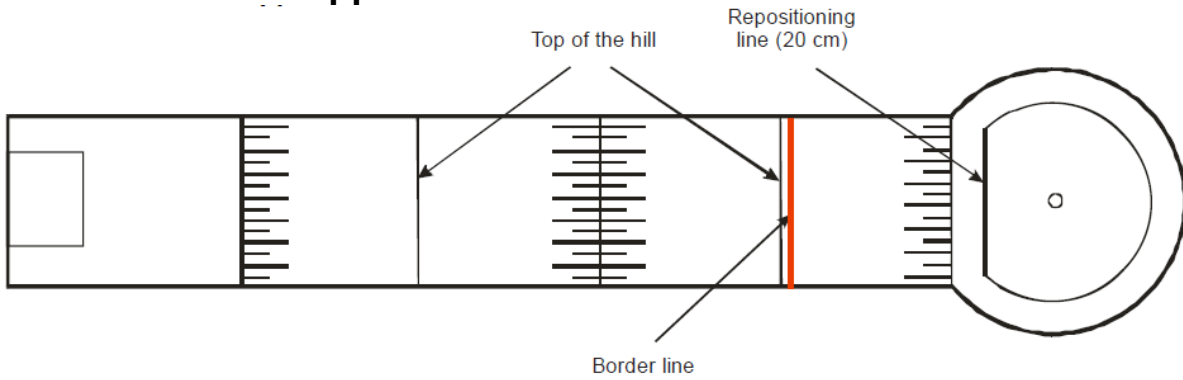 Repositioning
line (20 cm)
Top of the hill
Border line